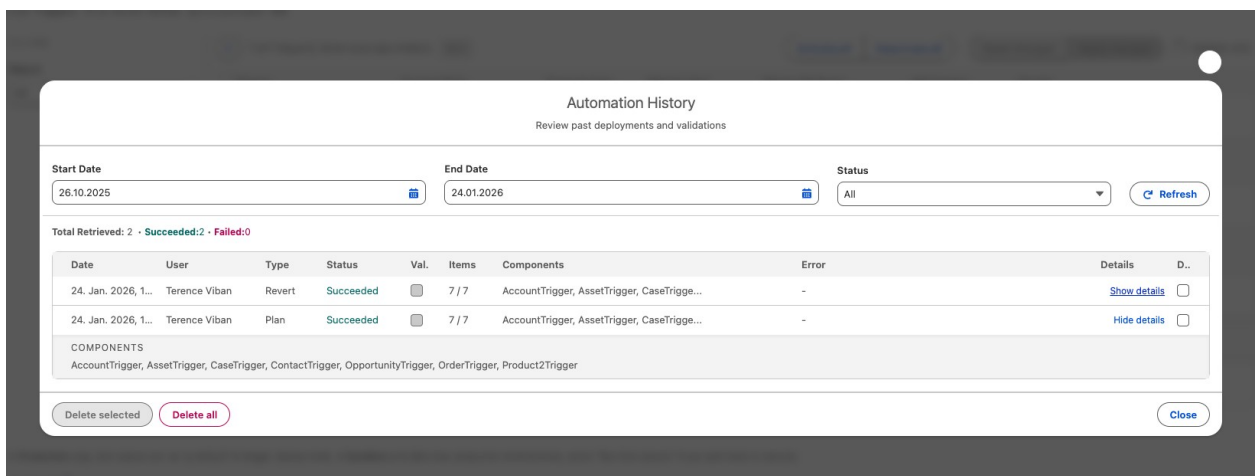 Automation History
Review past deployments and validations
Start Date
End Date
Status
26.10.2025
24.01.2026
All
Refresh
Total Retrieved: 2 • Succeeded:2 • Failed:0
Date User Type Status Val. Items Components Error Details D..
24. Jan. 2026, 1... Terence Viban Revert Succeeded 7 / 7 AccountTrigger, AssetTrigger, CaseTrigge... - Show details
24. Jan. 2026, 1... Terence Viban Plan Succeeded 7 / 7 AccountTrigger, AssetTrigger, CaseTrigge... - Hide details
COMPONENTS
AccountTrigger, AssetTrigger, CaseTrigger, ContactTrigger, OpportunityTrigger, OrderTrigger, Product2Trigger
Delete selected
Delete all
Close